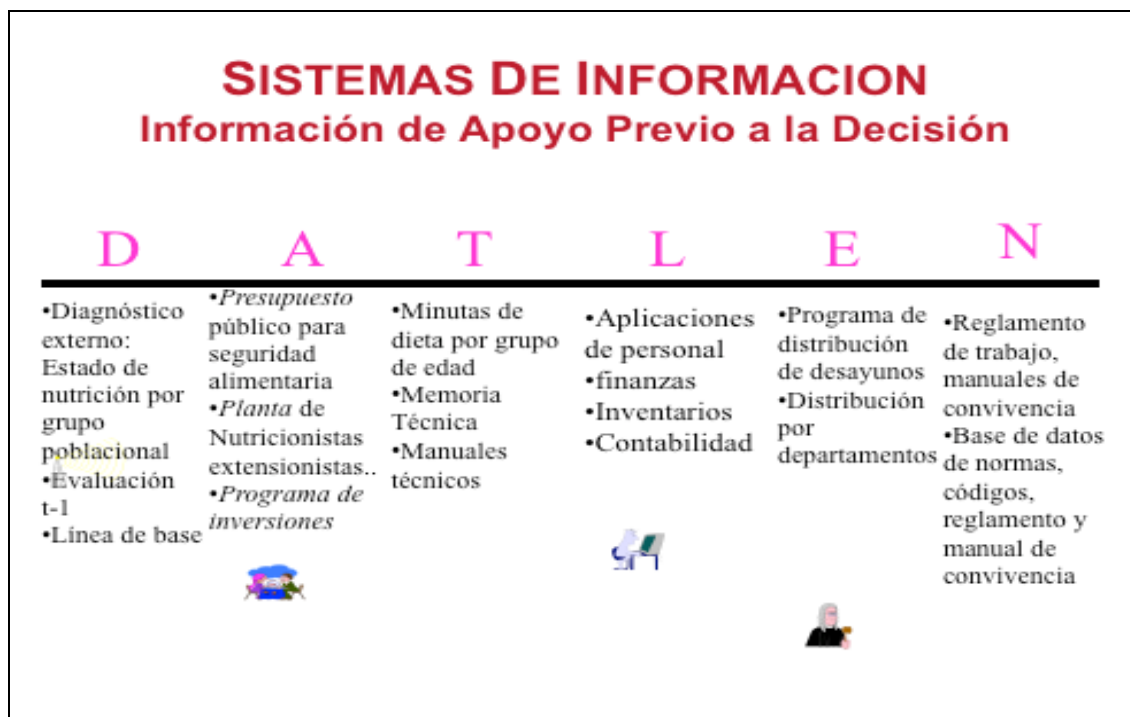 SISTEMAS DE INFORMACION
Información de Apoyo Previo a la Decisión
D
•Diagnóstico
externo:
Estado de
nutrición por
grupo
poblacional
•Evaluación
t-1
•Línea de base
A
•Presupuesto
público para
seguridad
alimentaria
•Planta de
Nutricionistas
extensionistas..
•Programa de
inversiones
T
•Minutas de
dieta por grupo
de edad
•Memoria
Técnica
•Manuales
técnicos
L
•Aplicaciones
de personal
•finanzas
•Inventarios
•Contabilidad
E
•Programa de
distribución
de desayunos
•Distribución
por
departamentos
N
•Reglamento
de trabajo,
manuales de
convivencia
•Base de datos
de normas,
códigos,
reglamento y
manual de
convivencia